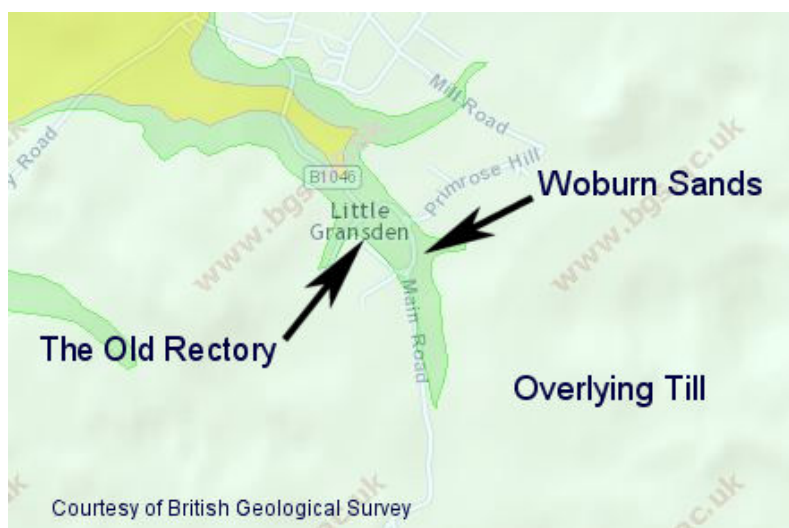 Mill Road
y Road
B1046
Primrose Hill
Woburn Sands
Little
Gransden
www.bgs.ac.uk
Main Road
The Old Rectory
Overlying Till
Courtesy of British Geological Survey